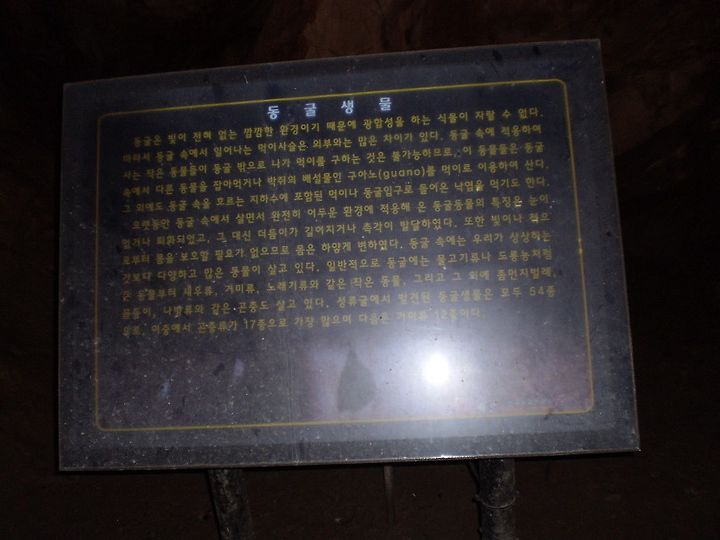 동굴생물
동굴은 빛이 전혀 없는 깜깜한 환경이기 때문에 광합성을 하는 식물이 자랄 수 없다.
따라서 동굴 속에서 일어나는 먹이사슬은 외부와는 많은 차이가 있다. 동굴 속에 적응하여
사는 작은 동물들이 동굴 밖으로 나가 먹이를 구하는 것은 불가능하므로, 이 동물들은 동굴
속에서 다른 동물을 잡아먹거나 박쥐의 배설물인 구아노(guano)를 먹이로 이용하여 산다.
그 외에도 동굴 속을 흐르는 지하수에 포함된 먹이나 동굴입구로 들어온 낙엽을 먹기도 한다.
오랫동안 동굴 속에서 살면서 완전히 어두운 환경에 적응해 온 동굴동물의 특징은 눈이
없거나 퇴화되었고, 그 대신 더듬이가 길어지거나 촉각이 발달하였다. 또한 빛이나 적으
로부터 몸을 보호할 필요가 없으므로 몸은 하얗게 변하였다. 동굴 속에는 우리가 상상하는
것보다 다양하고 많은 동물이 살고 있다. 일반적으로 동굴에는 물고기류나 도롱뇽처럼
큰 동물부터 새우류, 거미류, 노래기류와 같은 작은 동물, 그리고 그 외에 좀먼지벌레,
톡톡이, 나방류와 같은 곤충도 살고 있다. 성류굴에서 발견된 동굴생물은 모두 54종
으로, 이중에서 곤충류가 17종으로 가장 많으며 다음은 거미류 12종이다.